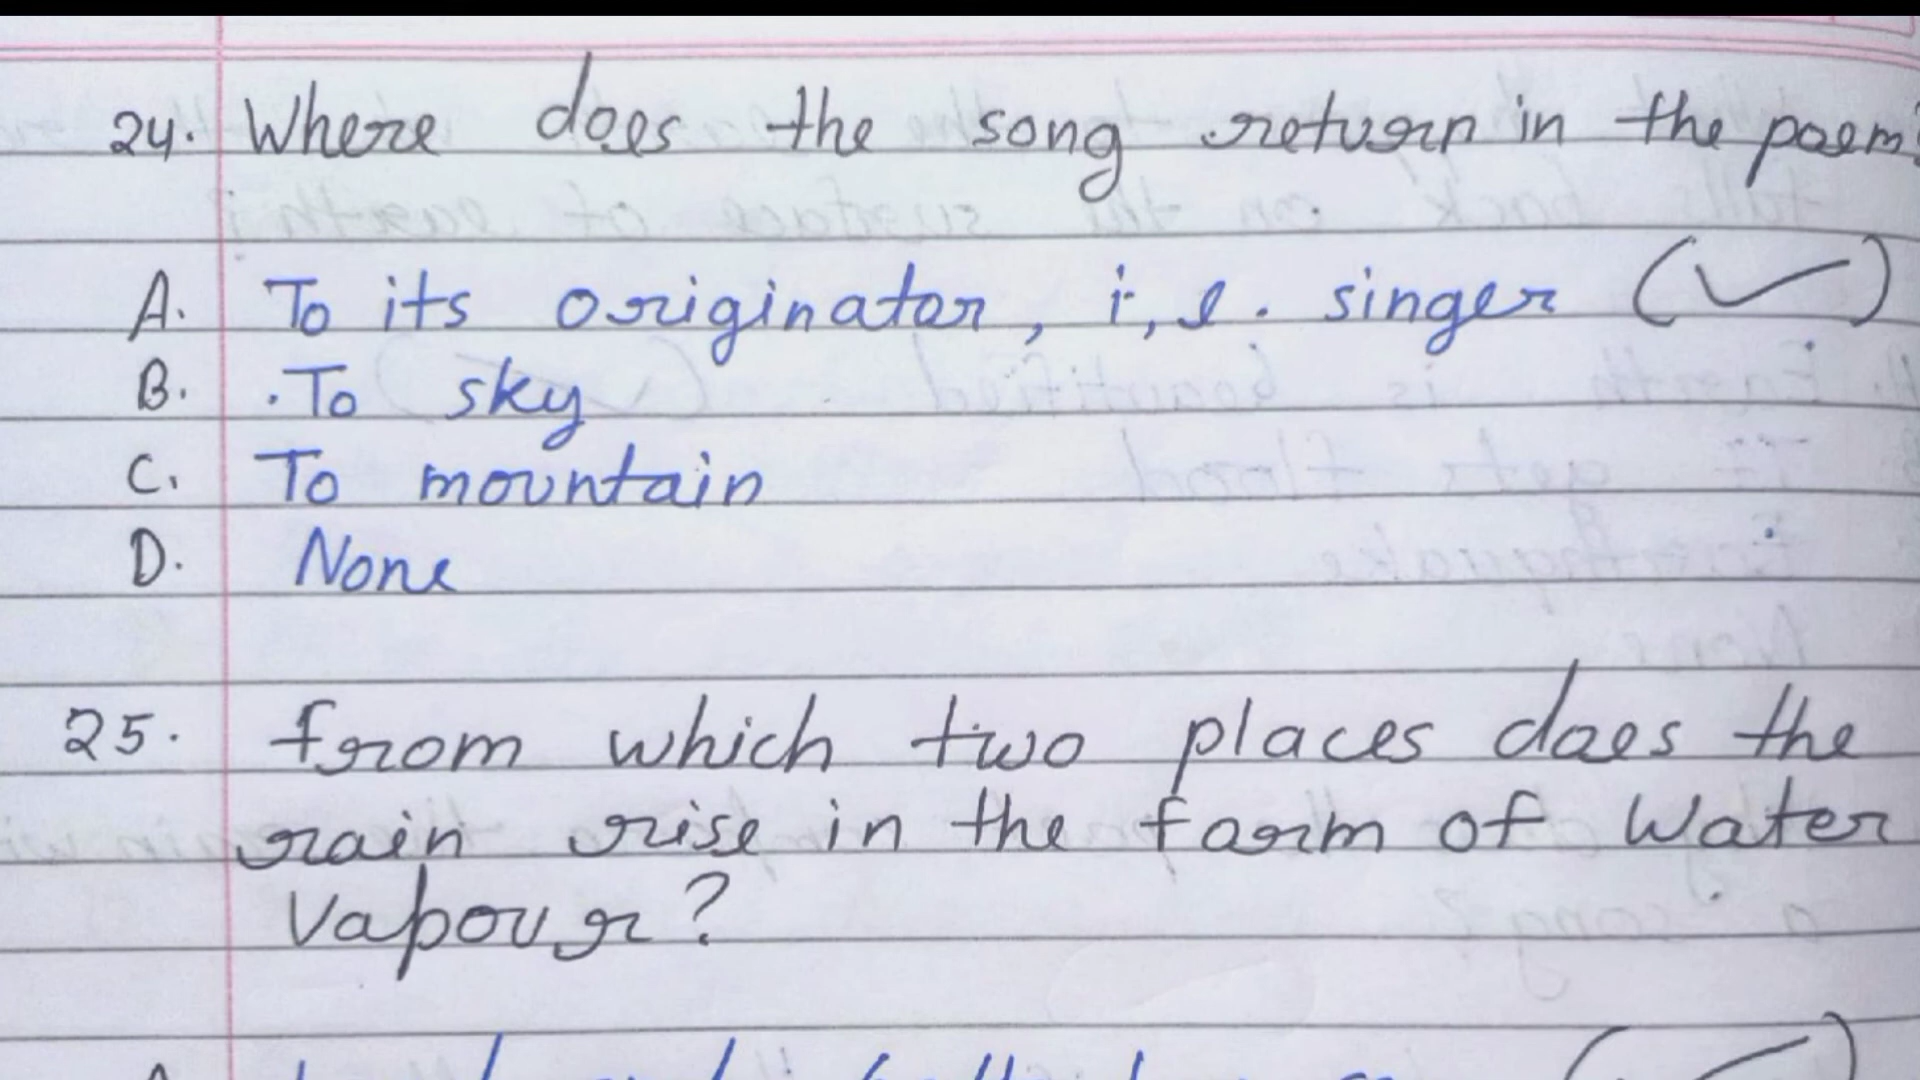 24. Where does the song return in the poem?
A. To its originator, i,e. singer (✓)
B. .To sky
C. To mountain
D. None
25. from which two places does the
rain rise in the form of Water
Vapour?